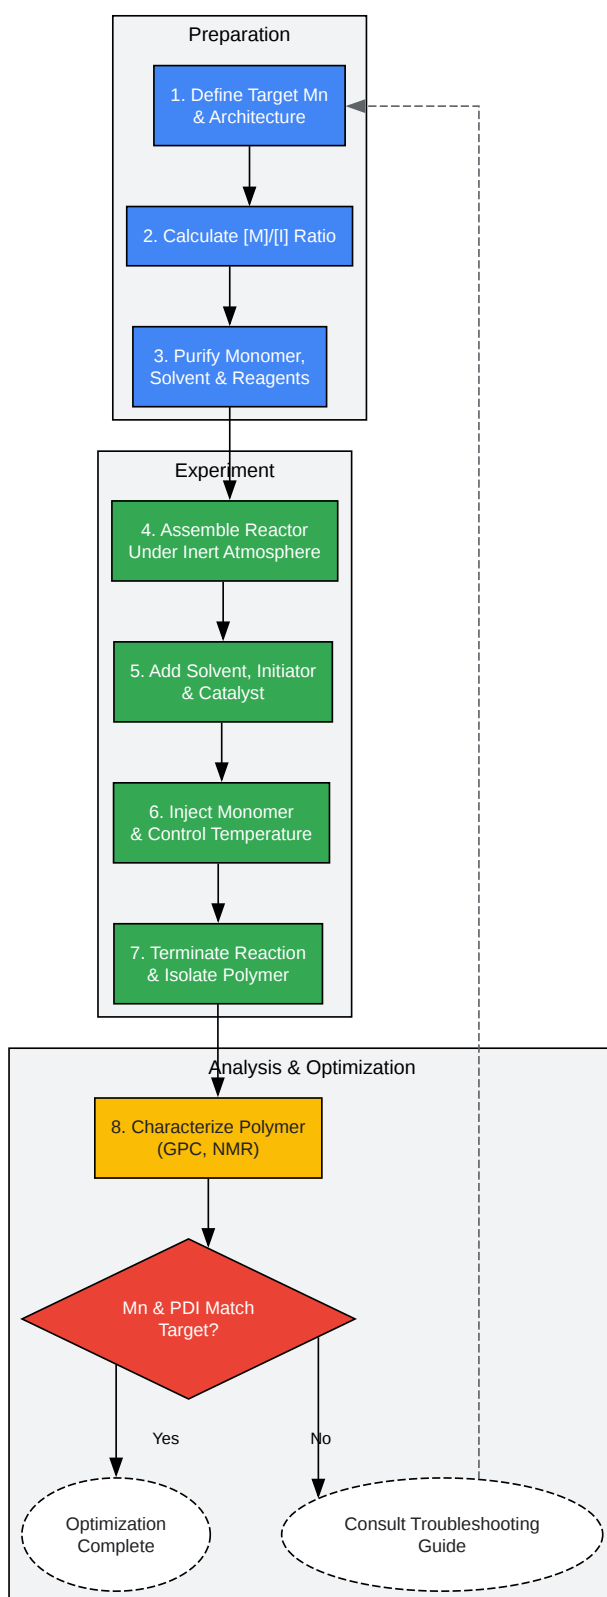 Preparation
1. Define Target Mn
& Architecture
2. Calculate [M]/[I] Ratio
3. Purify Monomer,
Solvent & Reagents
Experiment
4. Assemble Reactor
Under Inert Atmosphere
5. Add Solvent, Initiator
& Catalyst
6. Inject Monomer
& Control Temperature
7. Terminate Reaction
& Isolate Polymer
Analysis & Optimization
8. Characterize Polymer
(GPC, NMR)
Mn & PDI Match
Target?
Yes
No
Optimization
Complete
Consult Troubleshooting
Guide